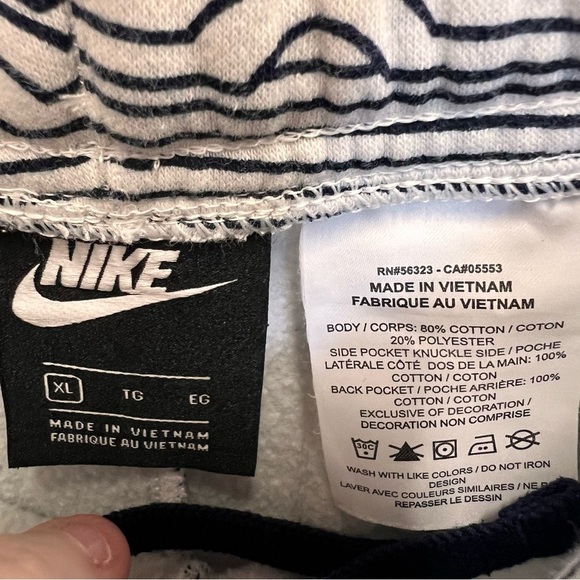 NIKE
XL TG EG
MADE IN VIETNAM
FABRIQUE AU VIETNAM
RN#56323 - CA#05553
MADE IN VIETNAM
FABRIQUE AU VIETNAM
BODY / CORPS: 80% COTTON / COTON
20% POLYESTER
SIDE POCKET KNUCKLE SIDE / POCHE
LATÉRALE CÔTÉ DOS DE LA MAIN: 100%
COTTON / COTON
BACK POCKET / POCHE ARRIÈRE: 100%
COTTON / COTON
EXCLUSIVE OF DECORATION /
DECORATION NON COMPRISE
30C
WASH WITH LIKE COLORS / DO NOT IRON
DESIGN
LAVER AVEC COULEURS SIMILAIRES / NE
REPASSER LE DESSIN